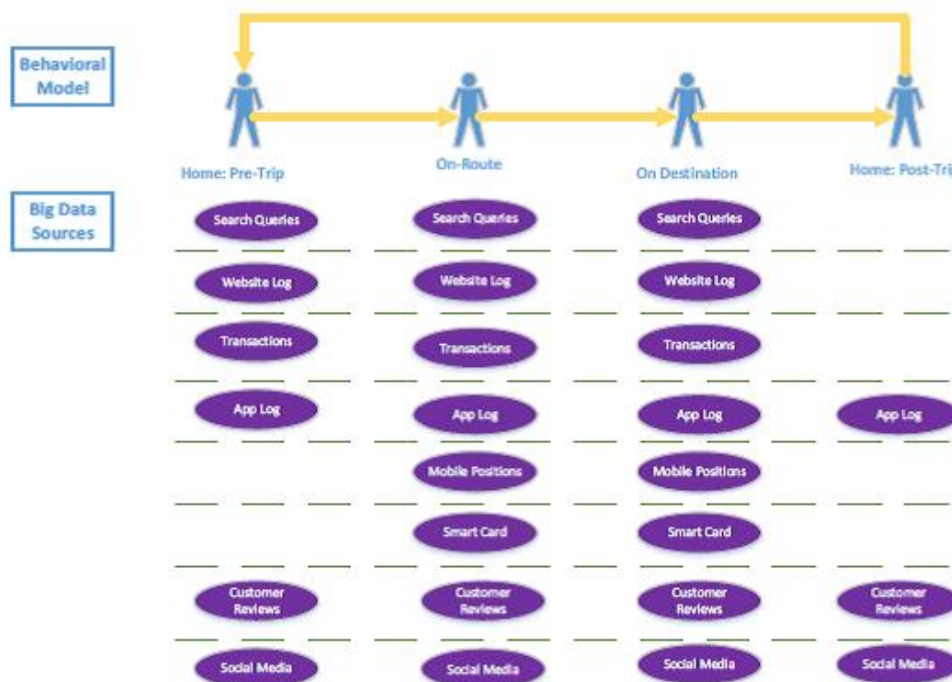 Behavioral
Model
Home: Pre-Trip
On-Route
On Destination
Home: Post-Trip
Big Data
Sources
Search Queries
Search Queries
Search Queries
Website Log
Website Log
Website Log
Transactions
Transactions
Transactions
App Log
App Log
App Log
App Log
Mobile Positions
Mobile Positions
Smart Card
Smart Card
Customer
Reviews
Customer
Reviews
Customer
Reviews
Customer
Reviews
Social Media
Social Media
Social Media
Social Media